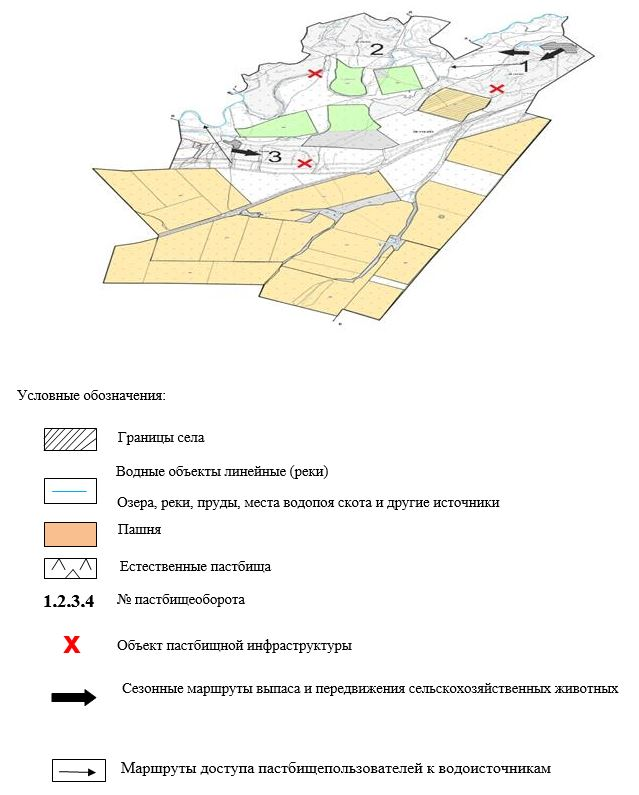 2
1
3
Условные обозначения:
Границы села
Водные объекты линейные (реки)
Озера, реки, пруды, места водопоя скота и другие источники
Пашня
Естественные пастбища
1,2,3,4 № пастбищеоборота
Объект пастбищной инфраструктуры
Сезонные маршруты выпаса и передвижения сельскохозяйственных животных
Маршруты доступа пастбищепользователей к водоисточникам